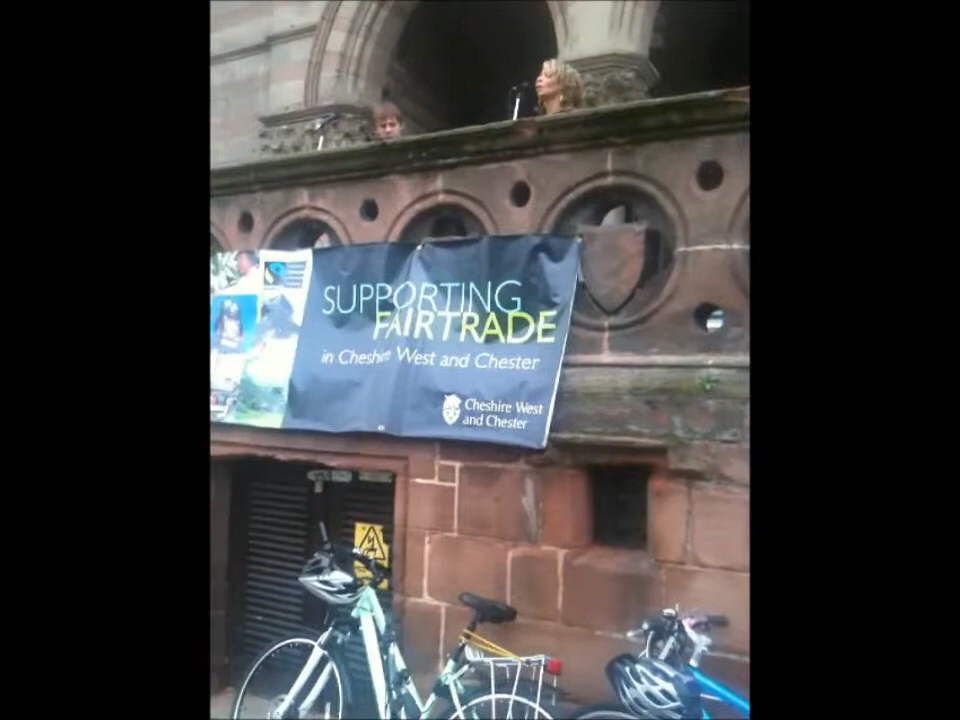 SUPPORTING
FAIRTRADE
in Cheshire West and Chester
Cheshire West
and Chester